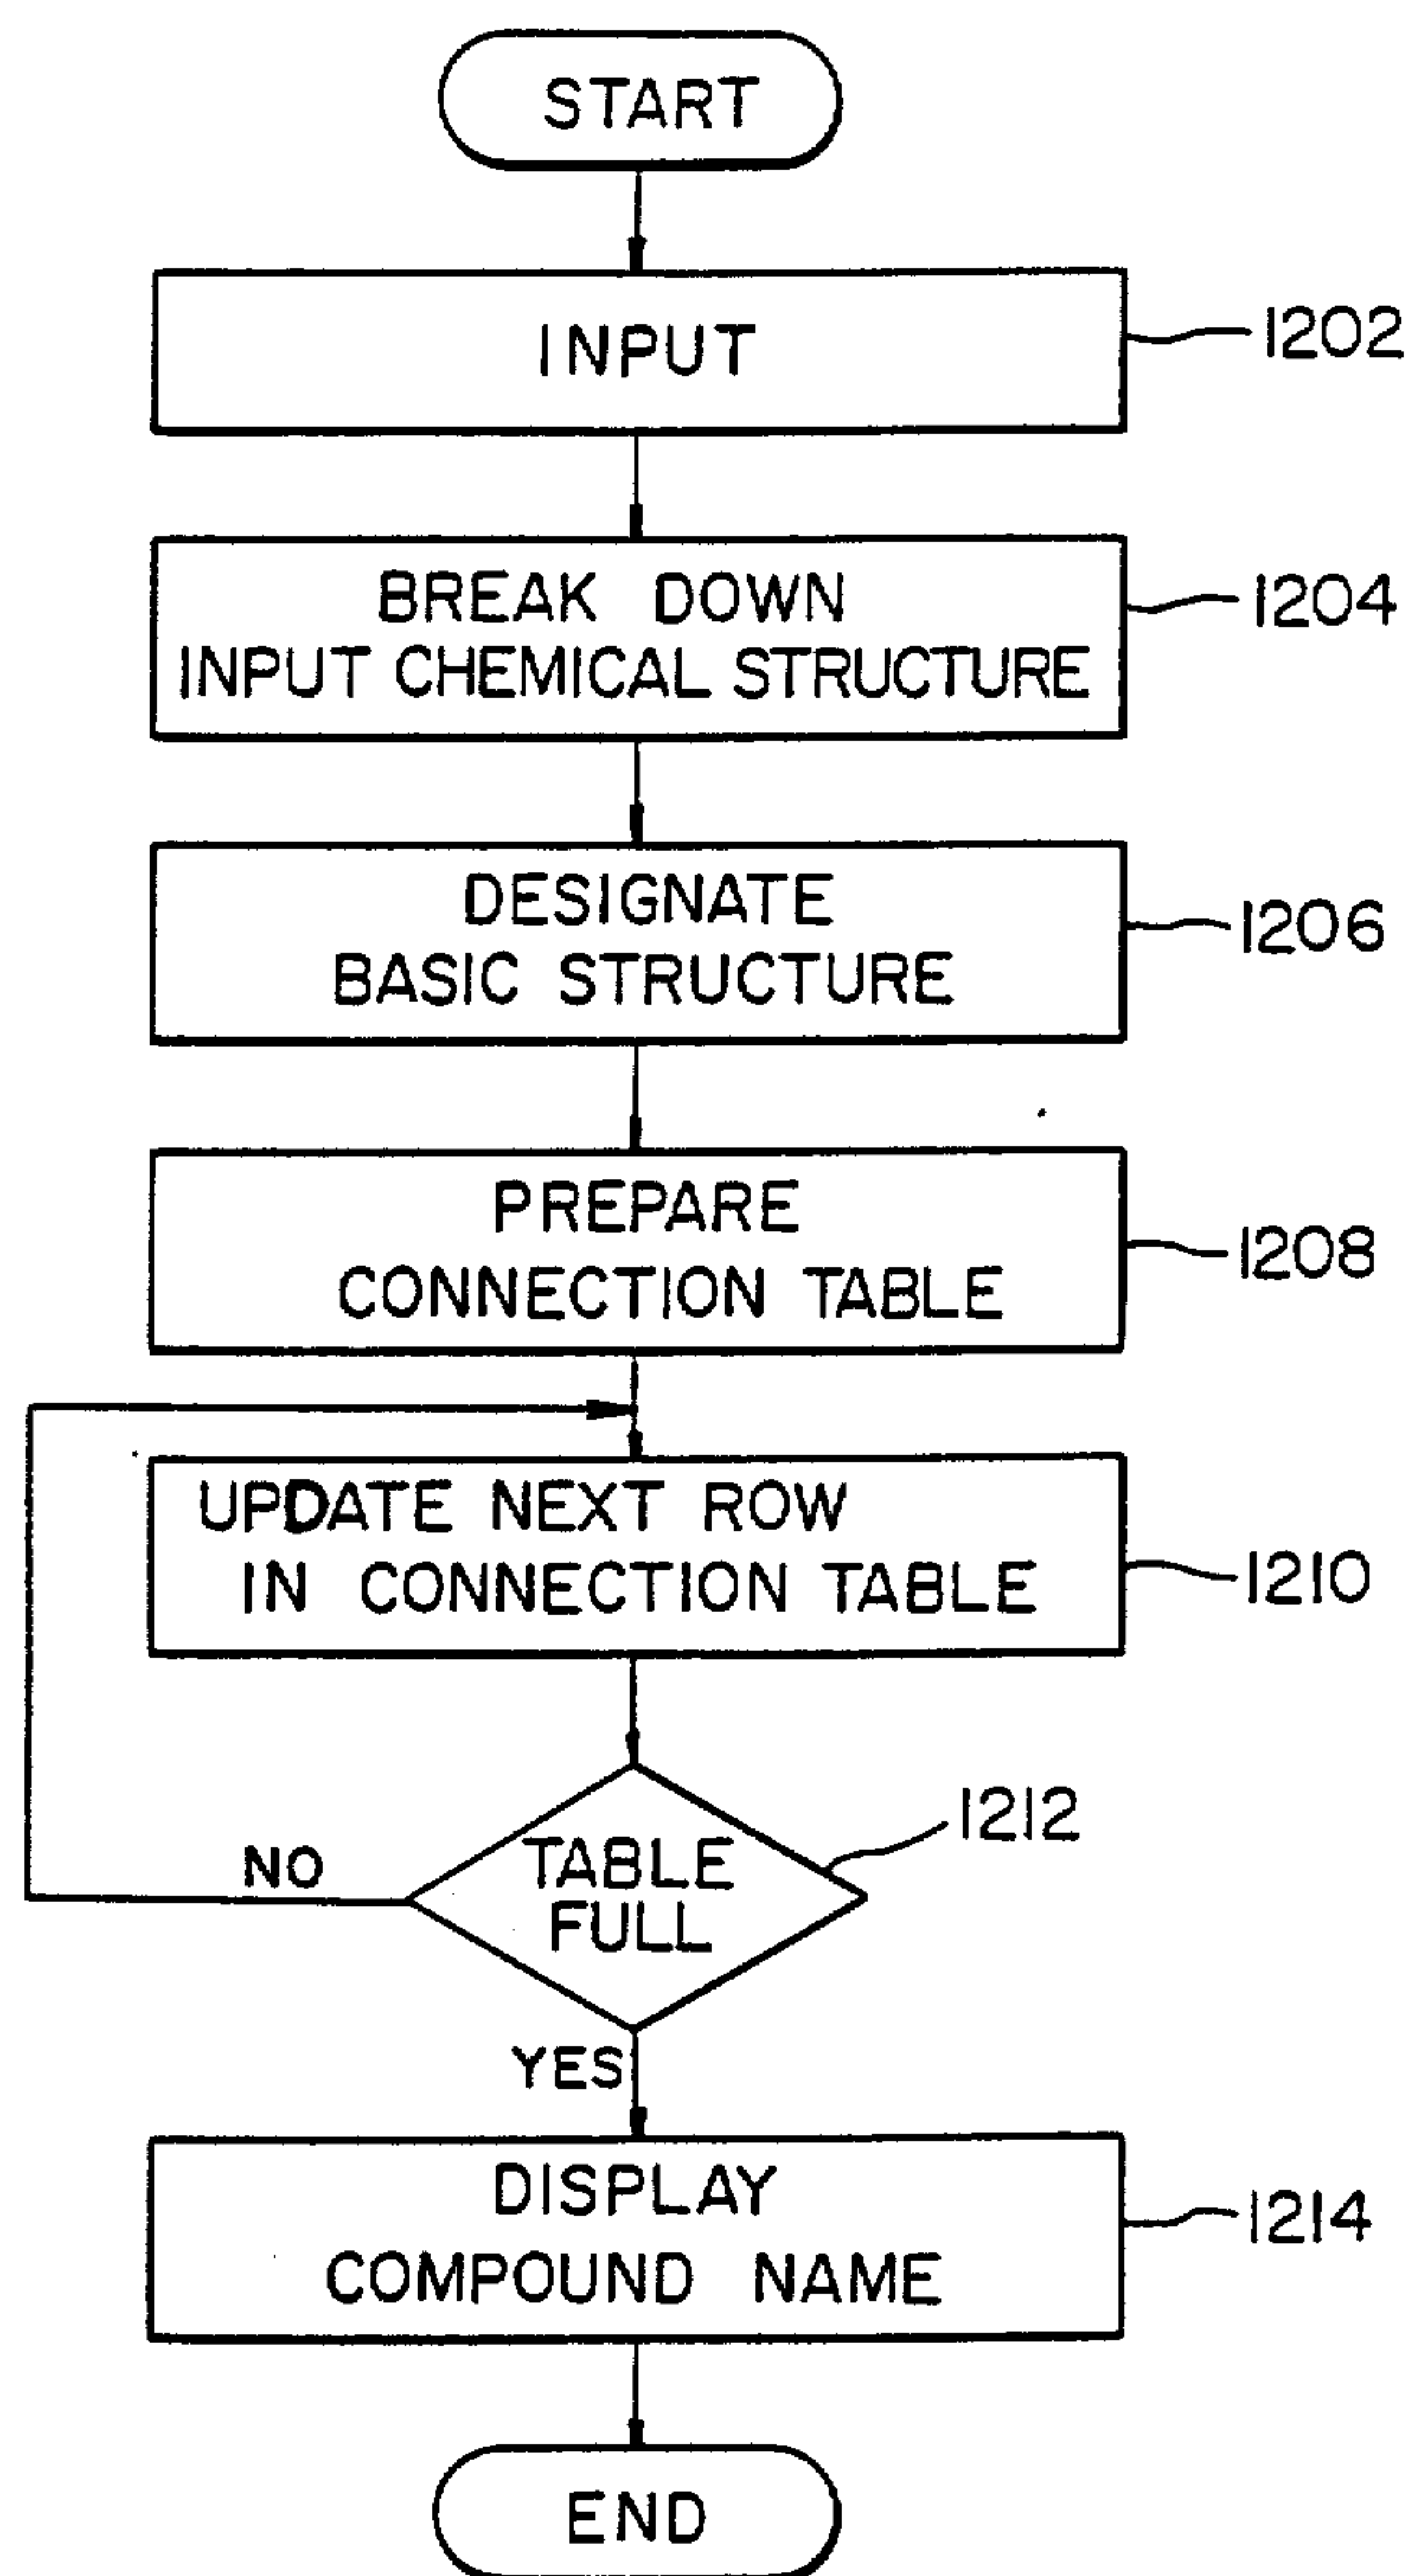 START
INPUT
1202
BREAK DOWN
INPUT CHEMICAL STRUCTURE
1204
DESIGNATE
BASIC STRUCTURE
1206
PREPARE
CONNECTION TABLE
1208
UPDATE NEXT ROW
IN CONNECTION TABLE
1210
TABLE
FULL
1212
NO
YES
DISPLAY
COMPOUND NAME
1214
END